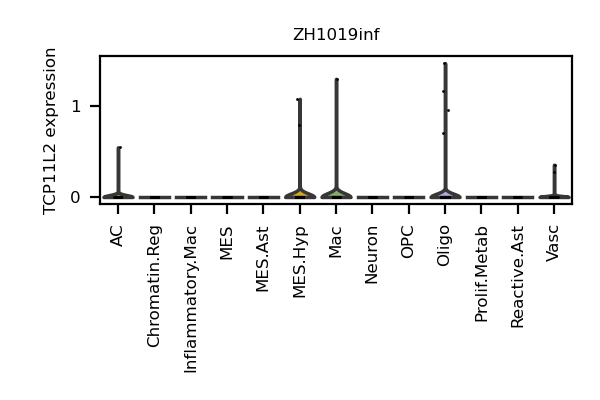 ZH1019inf
TCP11L2 expression
1
0
AC
Chromatin.Reg
Inflammatory.Mac
MES
MES.Ast
MES.Hyp
Mac
Neuron
OPC
Oligo
Prolif.Metab
Reactive.Ast
Vasc